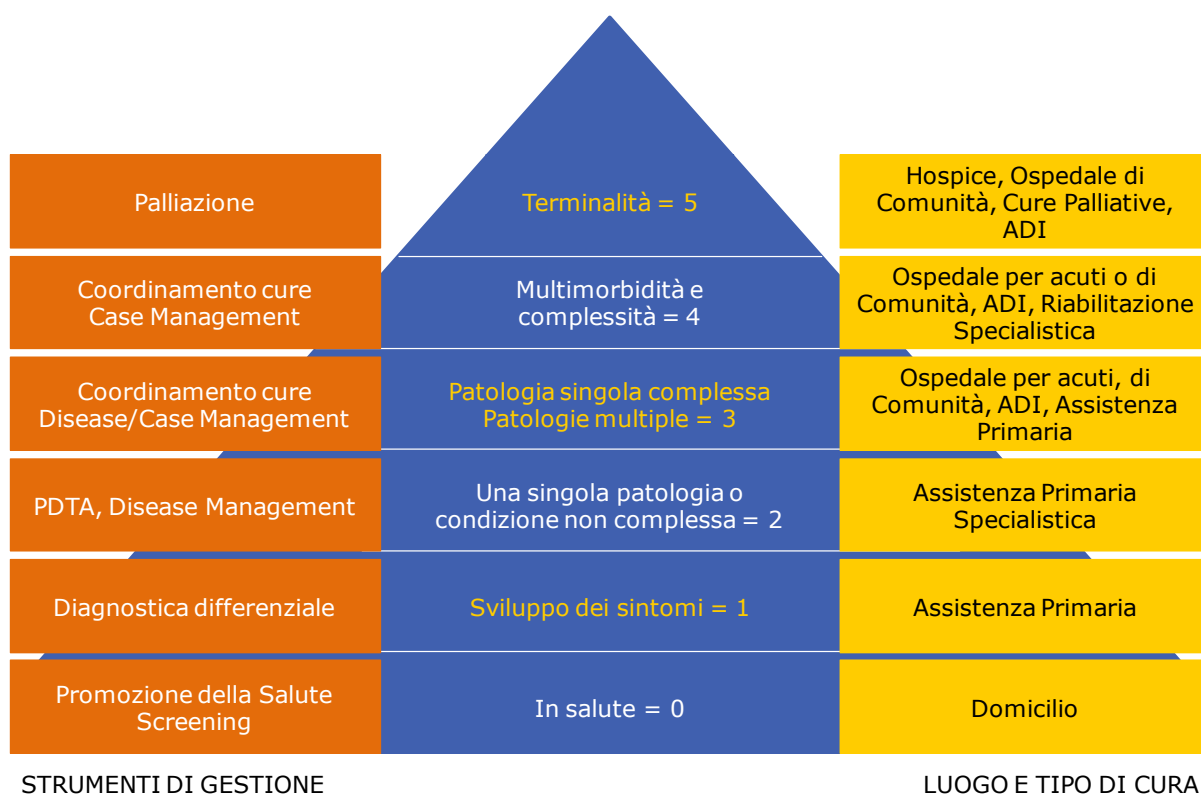 Palliazione
Terminalità = 5
Hospice, Ospedale di
Comunità, Cure Palliative,
ADI
Coordinamento cure
Case Management
Multimorbidità e
complessità = 4
Ospedale per acuti o di
Comunità, ADI, Riabilitazione
Specialistica
Coordinamento cure
Disease/Case Management
Patologia singola complessa
Patologie multiple = 3
Ospedale per acuti, di
Comunità, ADI, Assistenza
Primaria
PDTA, Disease Management
Una singola patologia o
condizione non complessa = 2
Assistenza Primaria
Specialistica
Diagnostica differenziale
Sviluppo dei sintomi = 1
Assistenza Primaria
Promozione della Salute
Screening
In salute = 0
Domicilio
STRUMENTI DI GESTIONE
LUOGO E TIPO DI CURA